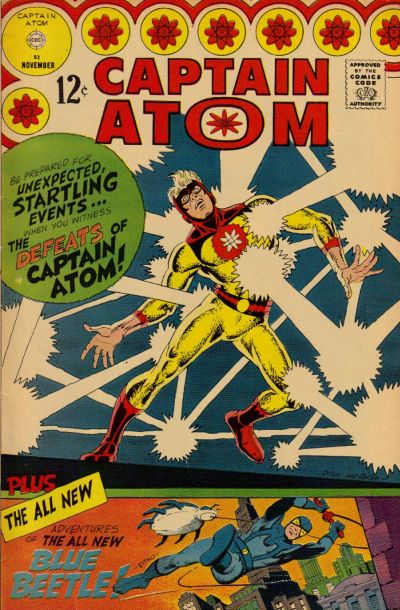 CAPTAIN
ATOM
CDC
83
NOVEMBER
12¢
CAPTAIN
ATOM
APPROVED
BY THE
COMICS
CODE
AUTHORITY
BE PREPARED FOR
UNEXPECTED,
STARTLING
EVENTS...
WHEN YOU WITNESS
THE DEFEATS OF
CAPTAIN
ATOM!
PLUS
THE ALL NEW
ADVENTURES
OF THE ALL NEW
BLUE
BEETLE!